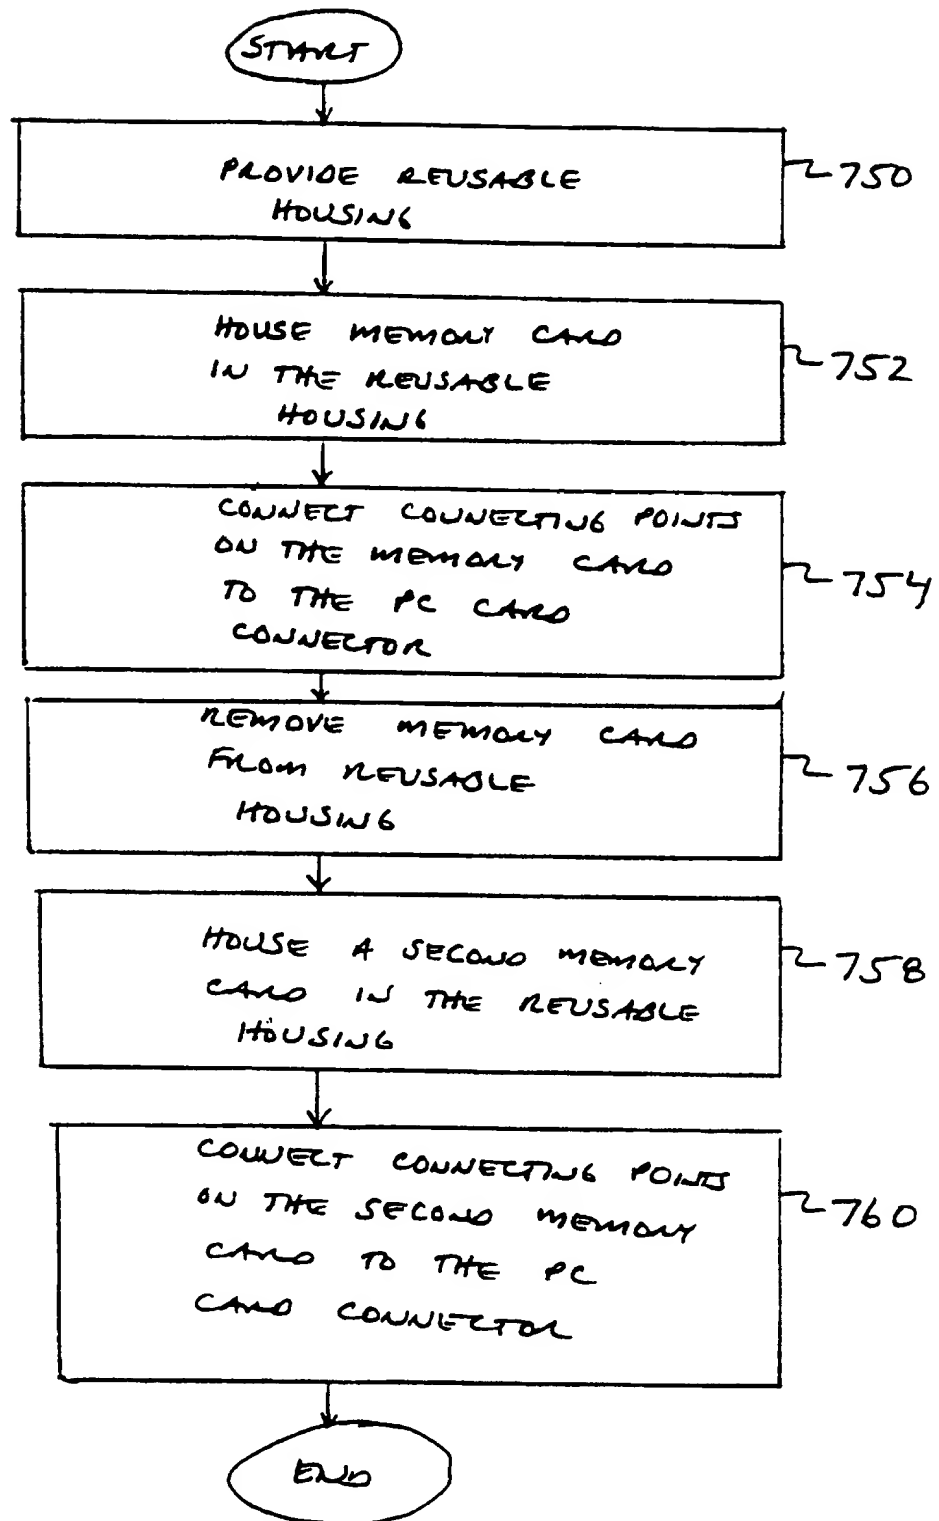 START
PROVIDE REUSABLE
HOUSING
750
HOUSE MEMORY CARD
IN THE REUSABLE
HOUSING
752
CONNECT CONNECTING POINTS
ON THE MEMORY CARD
TO THE PC CARD
CONNECTOR
754
REMOVE MEMORY CARD
FROM REUSABLE
HOUSING
756
HOUSE A SECOND MEMORY
CARD IN THE REUSABLE
HOUSING
758
CONNECT CONNECTING POINTS
ON THE SECOND MEMORY
CARD TO THE PC
CARD CONNECTOR
760
END